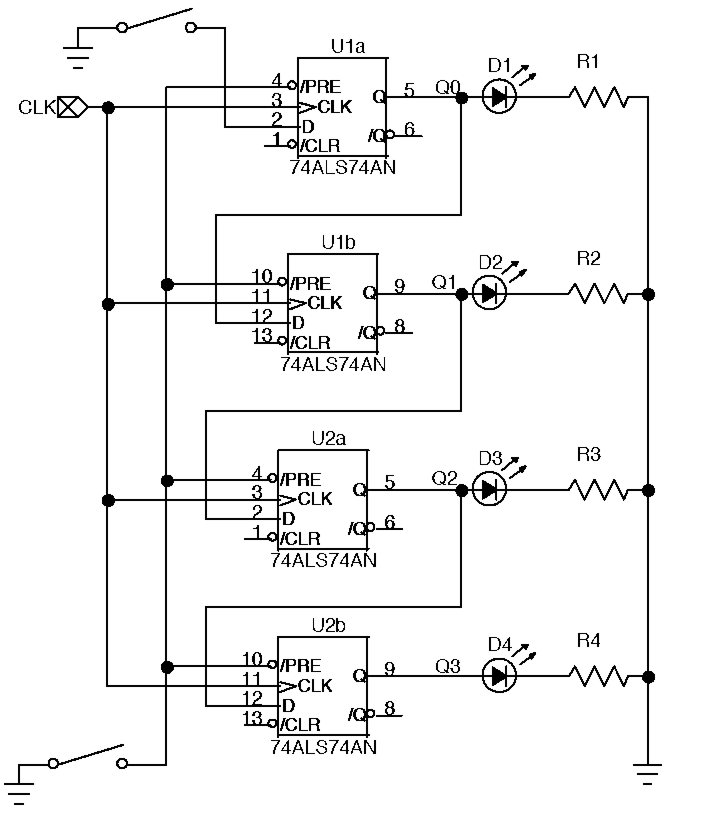 U1a
D1
R1
4 /PRE
CLK 3 CLK Q 5 Q0
2 D
/Q 6
1 /CLR
74ALS74AN
U1b
D2
R2
10 /PRE
11 CLK Q 9 Q1
12 D
/Q 8
13 /CLR
74ALS74AN
U2a
D3
R3
4 /PRE
3 CLK Q 5 Q2
2 D
/Q 6
1 /CLR
74ALS74AN
U2b
D4
R4
10 /PRE
11 CLK Q 9 Q3
12 D
/Q 8
13 /CLR
74ALS74AN